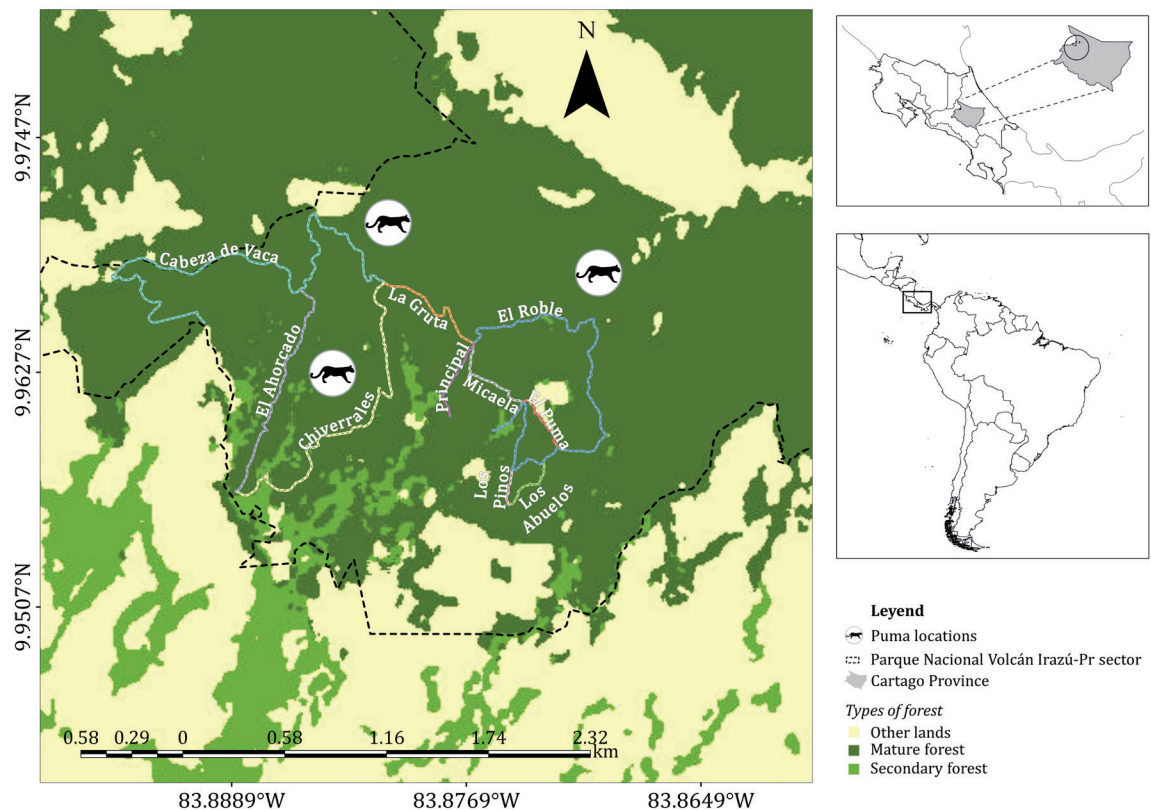 N
9.9747°N
9.9627°N
9.9507°N
Cabeza de Vaca
La Gruta
El Roble
El Ahorcado
Principal
Micaela
El Puma
Chiverrales
Los
Pinos
Los
Abuelos
0.58 0.29 0 0.58 1.16 1.74 2.32
km
83.8889°W 83.8769°W 83.8649°W
Leyend
Puma locations
Parque Nacional Volcán Irazú-Pr sector
Cartago Province
Types of forest
Other lands
Mature forest
Secondary forest